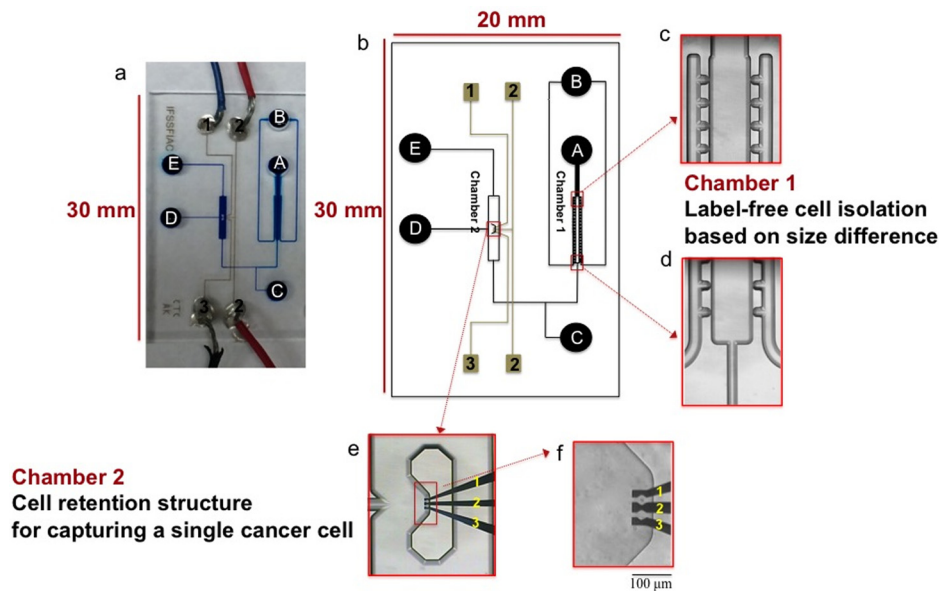 20 mm
a
b
c
IFSSFIAC
1
2
B
A
E
D
C
3
2
30 mm
1
2
B
A
E
D
Chamber 2
Chamber 1
C
3
2
30 mm
Chamber 1
Label-free cell isolation
based on size difference
d
e
f
1
2
3
1
2
3
Chamber 2
Cell retention structure
for capturing a single cancer cell
100 μm